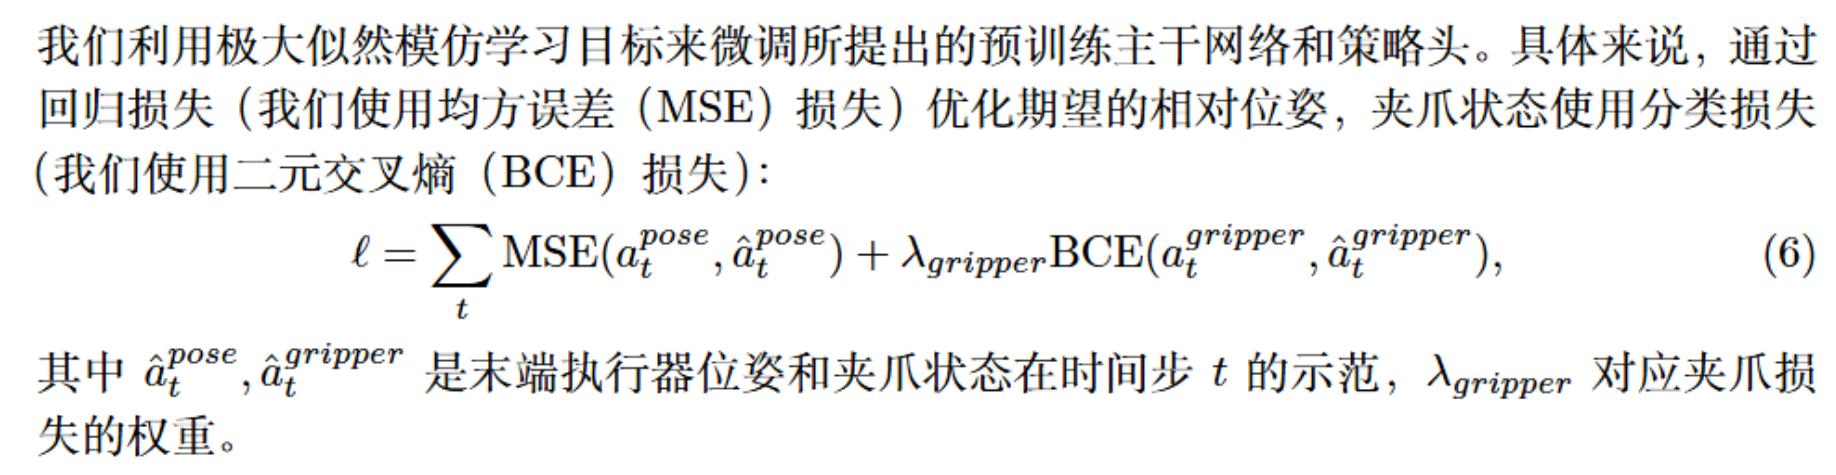 我们利用极大似然模仿学习目标来微调所提出的预训练主干网络和策略头。具体来说，通过
回归损失（我们使用均方误差（MSE）损失）优化期望的相对位姿，夹爪状态使用分类损失
（我们使用二元交叉熵（BCE）损失）：
$\ell = \sum_{t} \mathrm{MSE}(a_t^{pose}, \hat{a}_t^{pose}) + \lambda_{gripper} \mathrm{BCE}(a_t^{gripper}, \hat{a}_t^{gripper}),$ (6)
其中 $\hat{a}_t^{pose}, \hat{a}_t^{gripper}$ 是末端执行器位姿和夹爪状态在时间步 $t$ 的示范，$\lambda_{gripper}$ 对应夹爪损
失的权重。